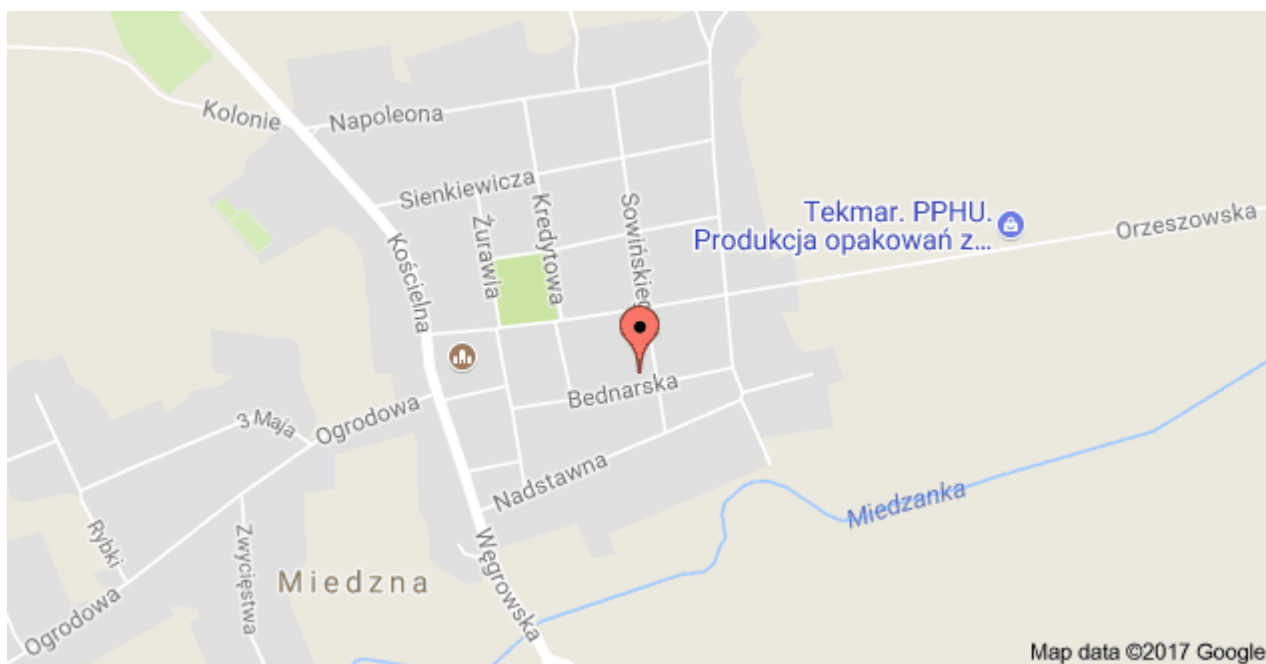 Kolonie
Napoleona
Sienkiewicza
Żurawia
Kredytowa
Sowińskieg
Kościelna
Tekmar. PPHU.
Produkcja opakowań z...
Orzeszowska
Bednarska
3 Maja
Ogrodowa
Nadstawna
Miedzanka
Rybki
Zwycięstwa
Węgrowska
Miedzna
Ogrodowa
Map data ©2017 Google